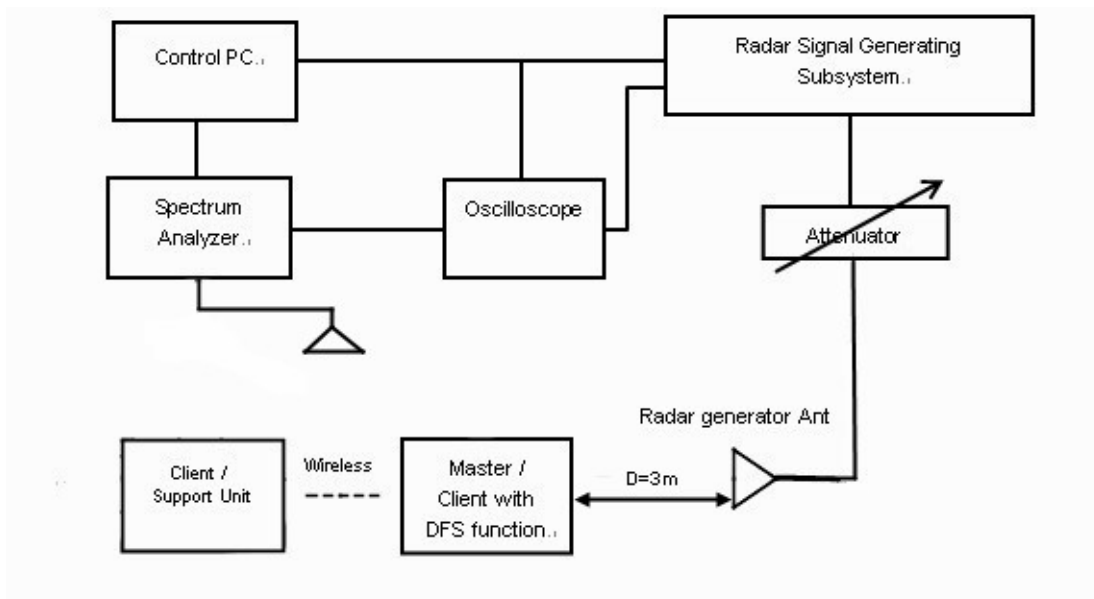 Control PC.
Radar Signal Generating
Subsystem.
Spectrum
Analyzer.
Oscilloscope
Attenuator
Radar generator Ant
Client /
Support Unit
Wireless
Master /
Client with
DFS function.
D=3m